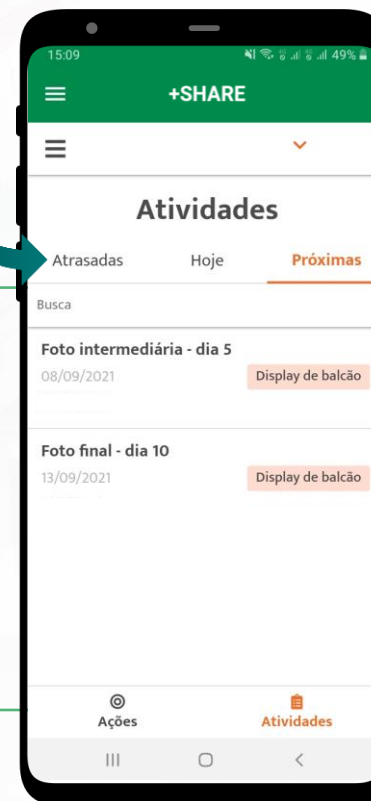 15:09 49%
+SHARE
Atividades
Atrasadas Hoje Próximas
Busca
Foto intermediária - dia 5
08/09/2021 Display de balcão
Foto final - dia 10
13/09/2021 Display de balcão
Ações Atividades